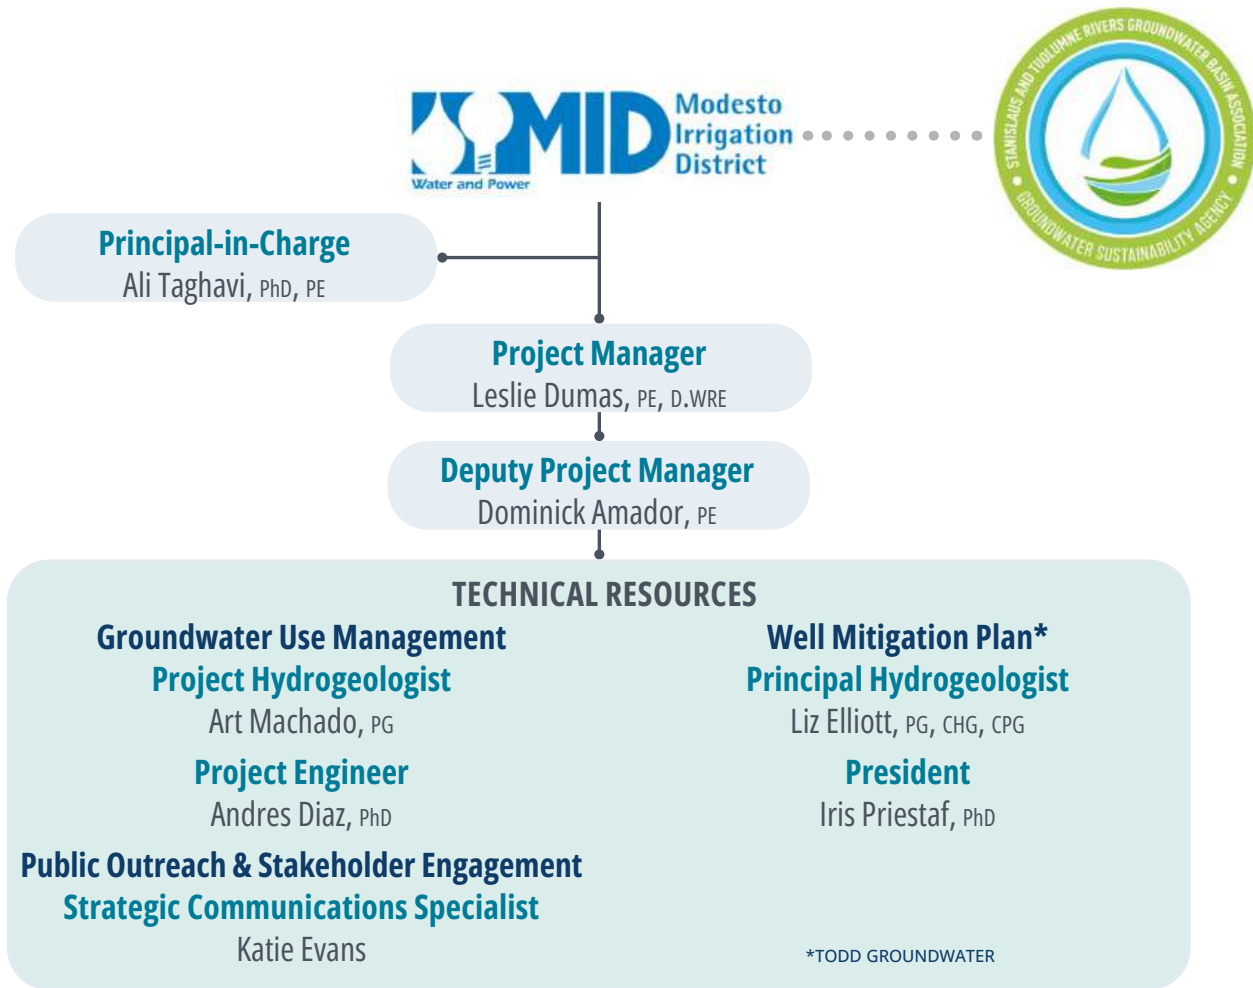 MID
Modesto
Irrigation
District
Water and Power
STANISLAUS AND TUOLUMNE RIVERS GROUNDWATER BASIN ASSOCIATION
GROUNDWATER SUSTAINABILITY AGENCY
Principal-in-Charge
Ali Taghavi, PhD, PE
Project Manager
Leslie Dumas, PE, D.WRE
Deputy Project Manager
Dominick Amador, PE
TECHNICAL RESOURCES
Groundwater Use Management
Project Hydrogeologist
Art Machado, PG
Project Engineer
Andres Diaz, PhD
Public Outreach & Stakeholder Engagement
Strategic Communications Specialist
Katie Evans
Well Mitigation Plan*
Principal Hydrogeologist
Liz Elliott, PG, CHG, CPG
President
Iris Priestaf, PhD
*TODD GROUNDWATER